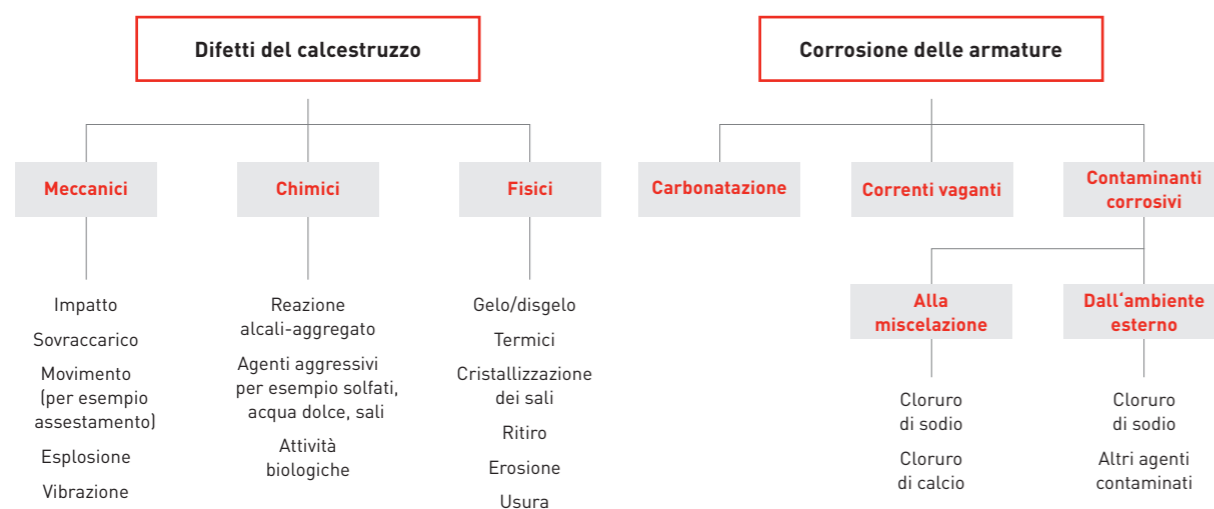 Difetti del calcestruzzo
Meccanici
Impatto
Sovraccarico
Movimento
(per esempio
assestamento)
Esplosione
Vibrazione
Chimici
Reazione
alcali-aggregato
Agenti aggressivi
per esempio solfati,
acqua dolce, sali
Attività
biologiche
Fisici
Gelo/disgelo
Termici
Cristallizzazione
dei sali
Ritiro
Erosione
Usura
Corrosione delle armature
Carbonatazione
Correnti vaganti
Contaminanti
corrosivi
Alla
miscelazione
Cloruro
di sodio
Cloruro
di calcio
Dall‘ambiente
esterno
Cloruro
di sodio
Altri agenti
contaminati